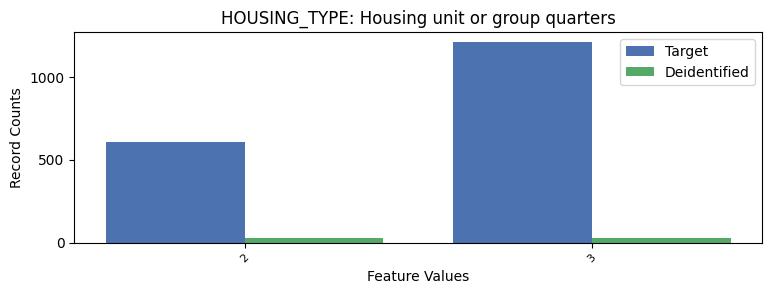 HOUSING_TYPE: Housing unit or group quarters
Target
Deidentified
Record Counts
1000
500
0
2
3
Feature Values